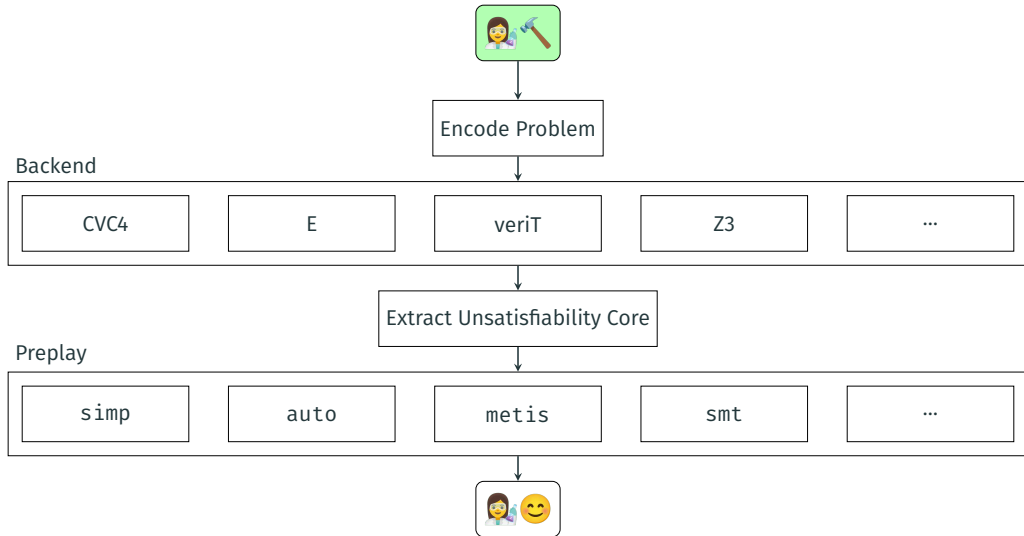 Encode Problem
Backend
CVC4 E veriT Z3 ...
Extract Unsatisfiability Core
Preplay
simp auto metis smt ...